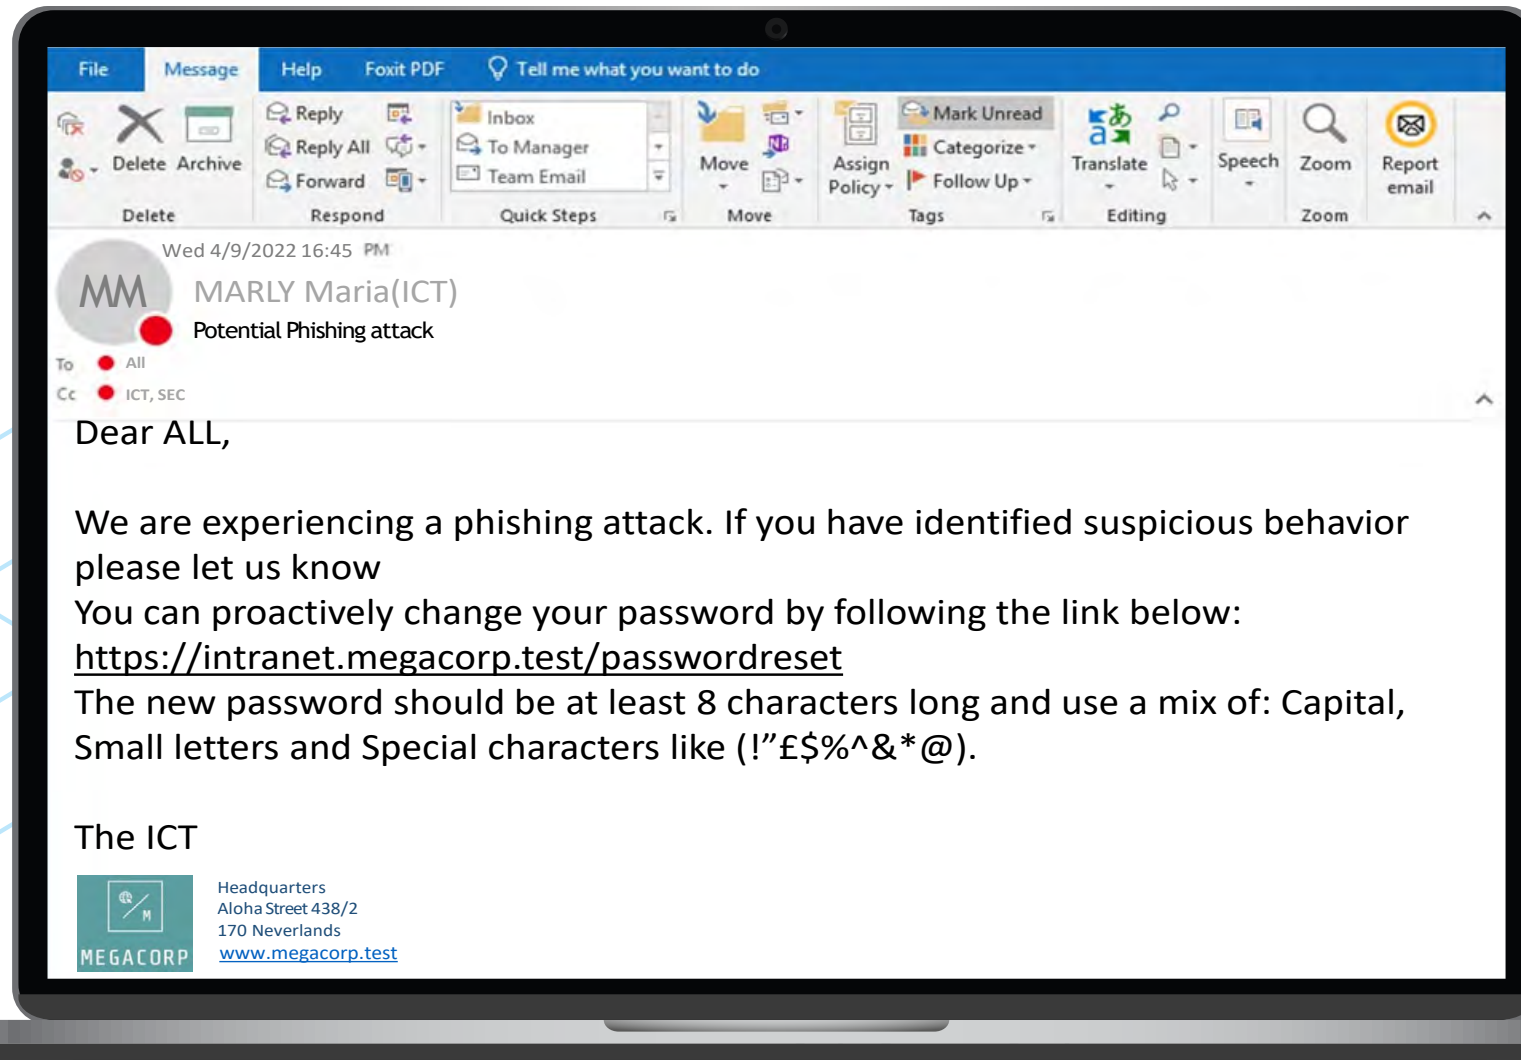 File Message Help Foxit PDF Tell me what you want to do
Delete Archive
Reply
Reply All
Forward
Inbox
To Manager
Team Email
Move
Assign Policy
Mark Unread
Categorize
Follow Up
あ
a
Translate
Speech
Zoom
Report email
Delete Respond Quick Steps Move Tags Editing Zoom
Wed 4/9/2022 16:45 PM
MM
MARLY Maria(ICT)
Potential Phishing attack
To All
Cc ICT, SEC
Dear ALL,
We are experiencing a phishing attack. If you have identified suspicious behavior
please let us know
You can proactively change your password by following the link below:
https://intranet.megacorp.test/passwordreset
The new password should be at least 8 characters long and use a mix of: Capital,
Small letters and Special characters like (!”£$%^&*@).
The ICT
M
MEGACORP
Headquarters
Aloha Street 438/2
170 Neverlands
www.megacorp.test